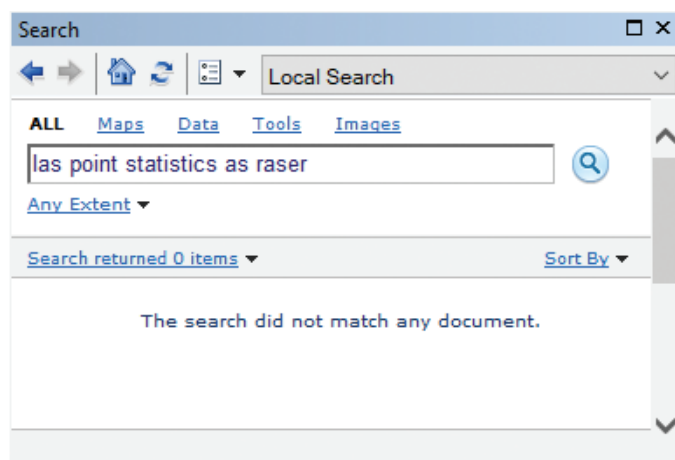 Search
Local Search
ALL Maps Data Tools Images
las point statistics as raser
Any Extent
Search returned 0 items Sort By
The search did not match any document.